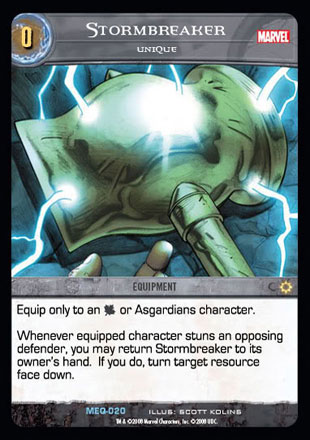 0
STORMBREAKER
MARVEL
UNIQUE
EQUIPMENT
C
Equip only to an or Asgardians character.
Whenever equipped character stuns an opposing
defender, you may return Stormbreaker to its
owner's hand. If you do, turn target resource
face down.
MEQ-020 ILLUS: SCOTT KOLINS
TM & ©2008 Marvel Characters, Inc. ©2008 UDC.